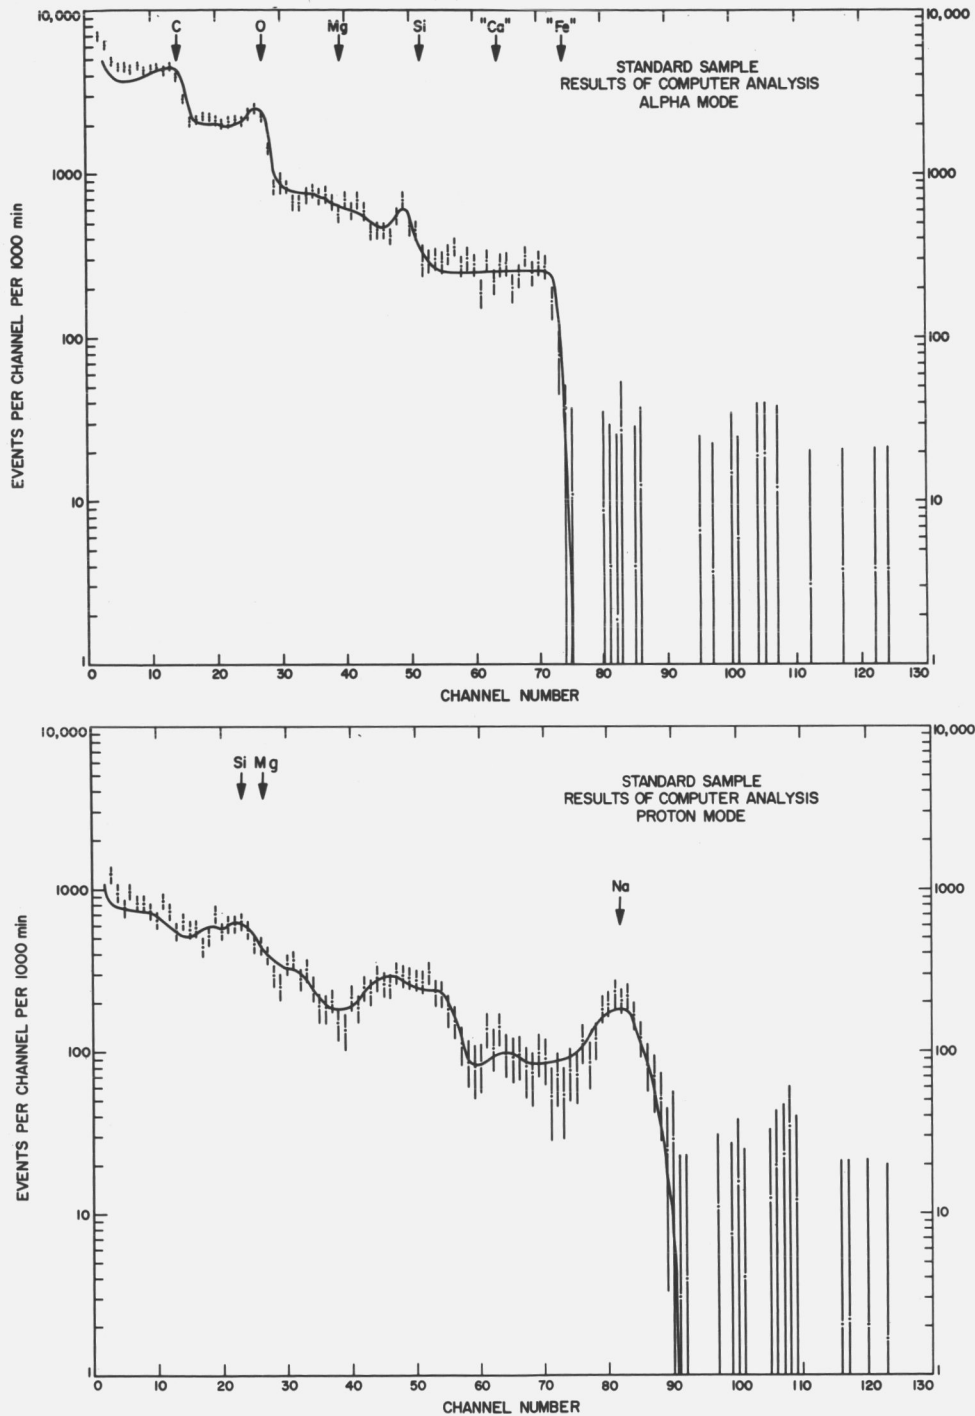 10,000 10,000
C O Mg Si "Ca" "Fe"
STANDARD SAMPLE
RESULTS OF COMPUTER ANALYSIS
ALPHA MODE
1000 1000
EVENTS PER CHANNEL PER 1000 min
100 100
10 10
1 1
0 10 20 30 40 50 60 70 80 90 100 110 120 130
CHANNEL NUMBER
10,000 10,000
Si Mg
STANDARD SAMPLE
RESULTS OF COMPUTER ANALYSIS
PROTON MODE
Na
1000 1000
EVENTS PER CHANNEL PER 1000 min
100 100
10 10
1 1
0 10 20 30 40 50 60 70 80 90 100 110 120 130
CHANNEL NUMBER